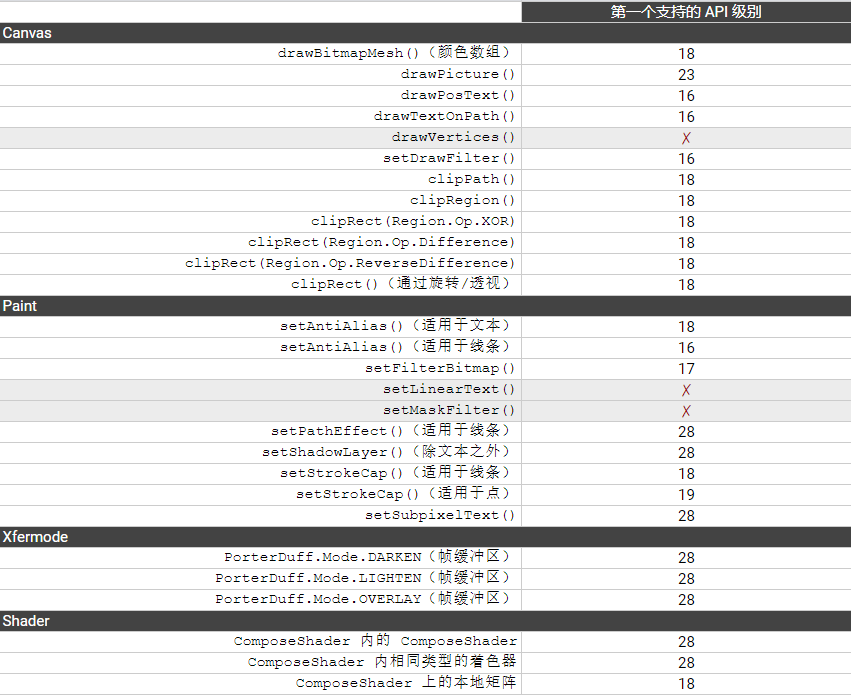 第一个支持的 API 级别
Canvas
drawBitmapMesh()（颜色数组） 18
drawPicture() 23
drawPosText() 16
drawTextOnPath() 16
drawVertices() ✗
setDrawFilter() 16
clipPath() 18
clipRegion() 18
clipRect(Region.Op.XOR) 18
clipRect(Region.Op.Difference) 18
clipRect(Region.Op.ReverseDifference) 18
clipRect()（通过旋转/透视） 18
Paint
setAntiAlias()（适用于文本） 18
setAntiAlias()（适用于线条） 16
setFilterBitmap() 17
setLinearText() ✗
setMaskFilter() ✗
setPathEffect()（适用于线条） 28
setShadowLayer()（除文本之外） 28
setStrokeCap()（适用于线条） 18
setStrokeCap()（适用于点） 19
setSubpixelText() 28
Xfermode
PorterDuff.Mode.DARKEN（帧缓冲区） 28
PorterDuff.Mode.LIGHTEN（帧缓冲区） 28
PorterDuff.Mode.OVERLAY（帧缓冲区） 28
Shader
ComposeShader 内的 ComposeShader 28
ComposeShader 内相同类型的着色器 28
ComposeShader 上的本地矩阵 18